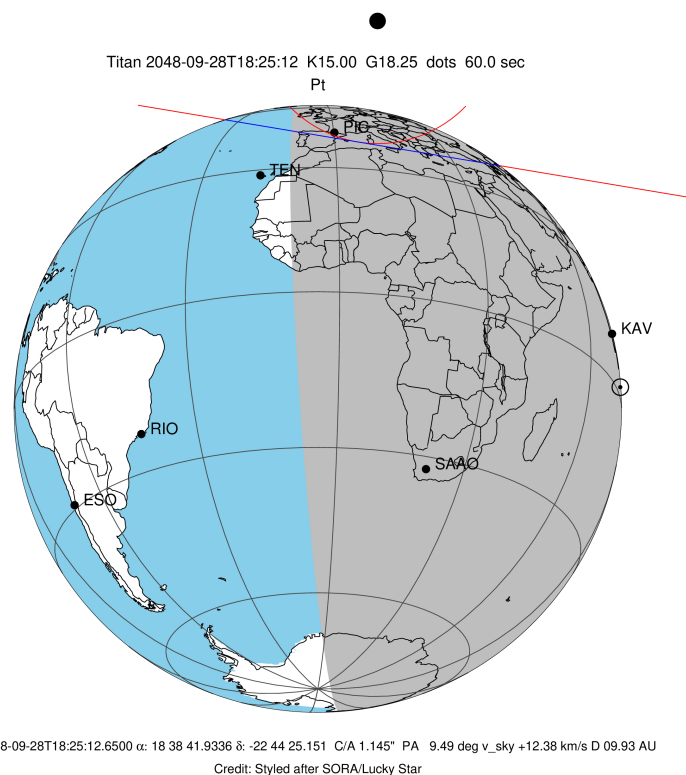 Titan 2048-09-28T18:25:12 K15.00 G18.25 dots 60.0 sec
Pt
PIC
TEN
KAV
RIO
SAAO
ESO
8-09-28T18:25:12.6500 α: 18 38 41.9336 δ: -22 44 25.151 C/A 1.145" PA 9.49 deg v_sky +12.38 km/s D 09.93 AU
Credit: Styled after SORA/Lucky Star